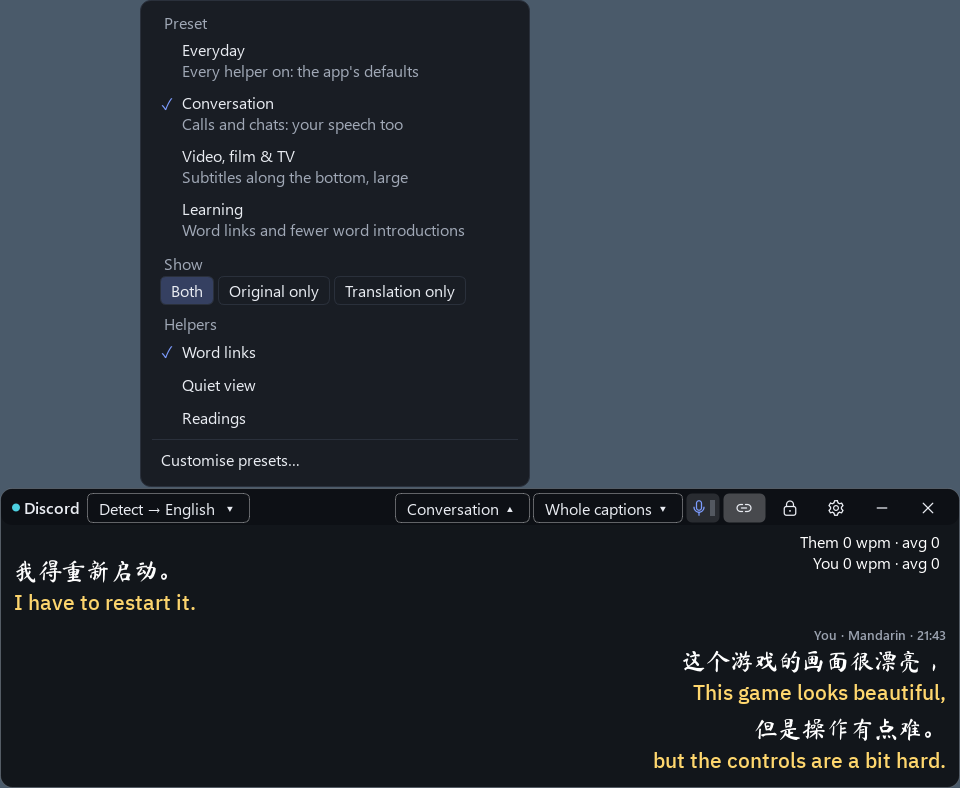 Preset
Everyday
Every helper on: the app's defaults
✓ Conversation
Calls and chats: your speech too
Video, film & TV
Subtitles along the bottom, large
Learning
Word links and fewer word introductions
Show
Both Original only Translation only
Helpers
✓ Word links
Quiet view
Readings
Customise presets...
Discord Detect → English ▼ Conversation ▲ Whole captions ▼
Them 0 wpm · avg 0
You 0 wpm · avg 0
我得重新启动。
I have to restart it.
You · Mandarin · 21:43
这个游戏的画面很漂亮，
This game looks beautiful,
但是操作有点难。
but the controls are a bit hard.